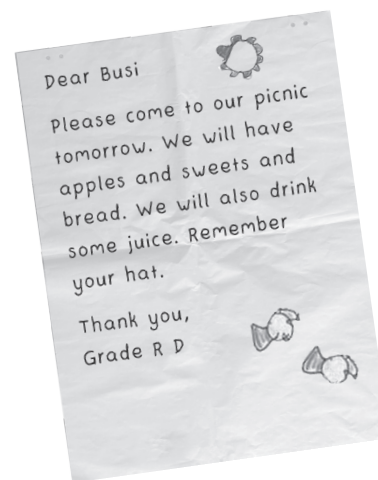 Dear Busi
Please come to our picnic
tomorrow. We will have
apples and sweets and
bread. We will also drink
some juice. Remember
your hat.
Thank you,
Grade R D